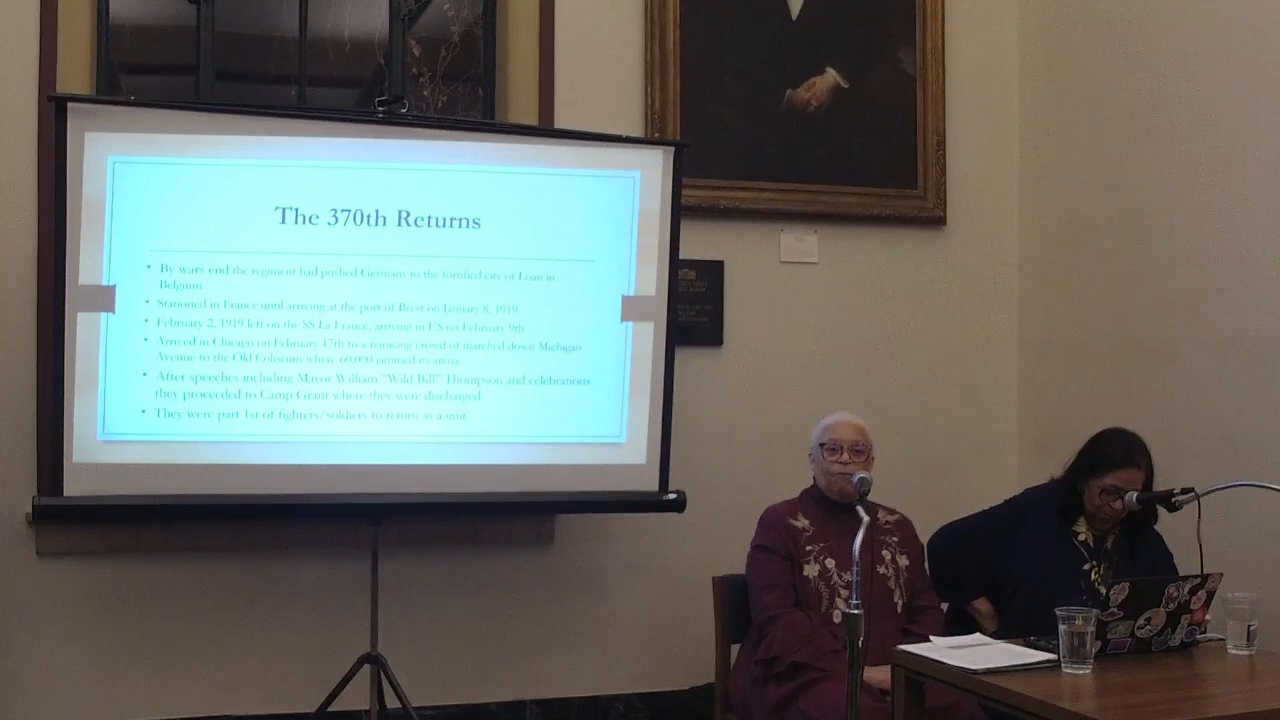 The 370th Returns
• By wars end the regiment had pushed Germans to the fortified city of Loan in
Belgium
• Stationed in France until arriving at the port of Brest on January 8, 1919
• February 2, 1919 left on the SS La France, arriving in US on February 9th
• Arrived in Chicago on February 17th to a rejoicing crowd of marched down Michigan
Avenue to the Old Coliseum where 60,000 jammed its arena.
• After speeches including Mayor William "Wild Bill" Thompson and celebrations
they proceeded to Camp Grant where they were discharged
• They were part 1st of fighters/soldiers to return as a unit